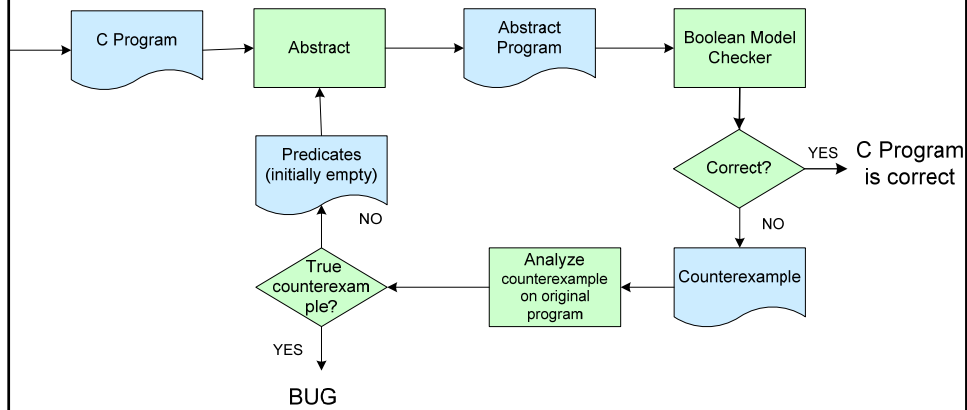 C Program
Abstract
Abstract
Program
Boolean Model
Checker
Predicates
(initially empty)
Correct?
YES
C Program
is correct
NO
NO
True
counterexam
ple?
Analyze
counterexample
on original
program
Counterexample
YES
BUG